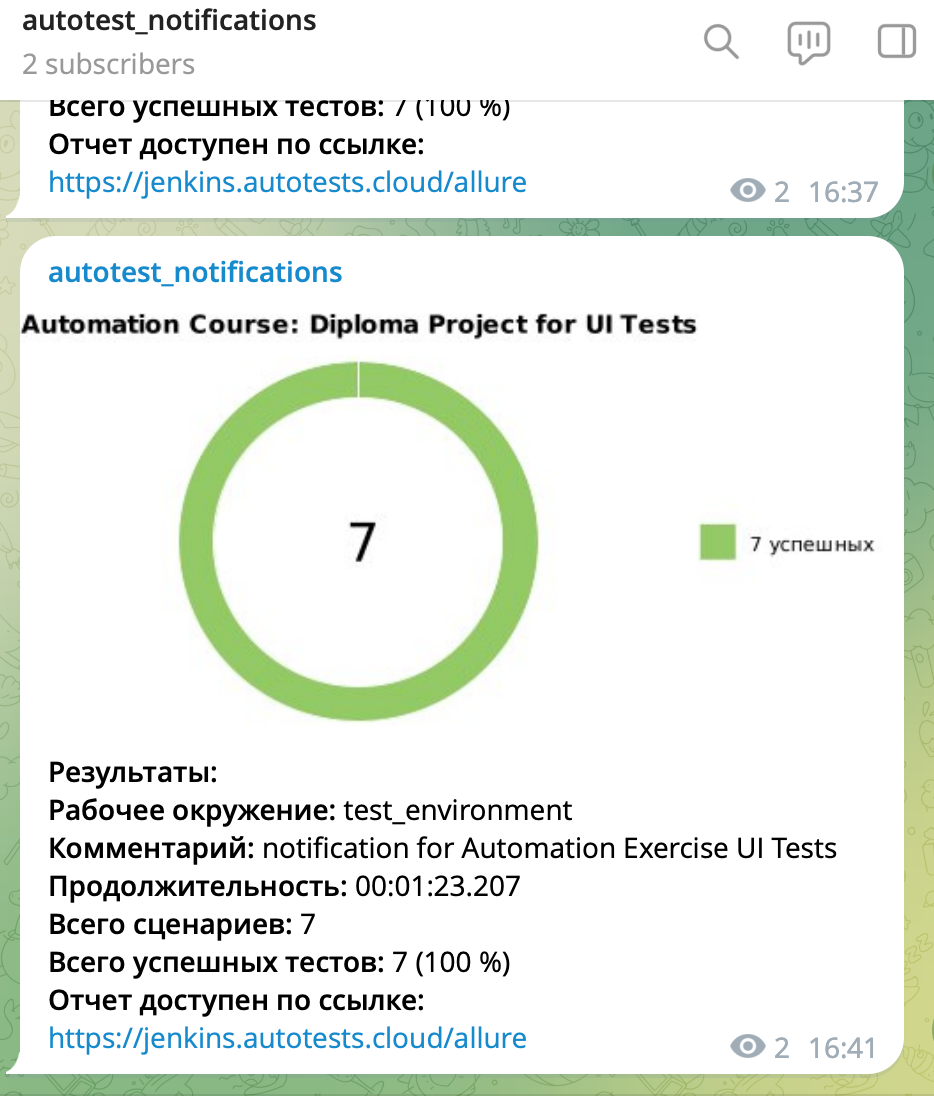 autotest_notifications
2 subscribers
Всего успешных тестов: 7 (100 %)
Отчет доступен по ссылке:
https://jenkins.autotests.cloud/allure
2 16:37
autotest_notifications
Automation Course: Diploma Project for UI Tests
7
7 успешных
Результаты:
Рабочее окружение: test_environment
Комментарий: notification for Automation Exercise UI Tests
Продолжительность: 00:01:23.207
Всего сценариев: 7
Всего успешных тестов: 7 (100 %)
Отчет доступен по ссылке:
https://jenkins.autotests.cloud/allure
2 16:41